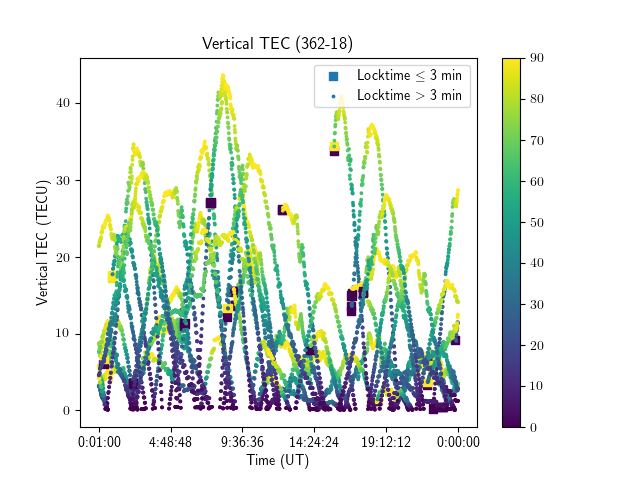 Vertical TEC (362-18)
Locktime ≤ 3 min
Locktime > 3 min
Vertical TEC (TECU)
40
30
20
10
0
0:01:00 4:48:48 9:36:36 14:24:24 19:12:12 0:00:00
Time (UT)
90
80
70
60
50
40
30
20
10
0